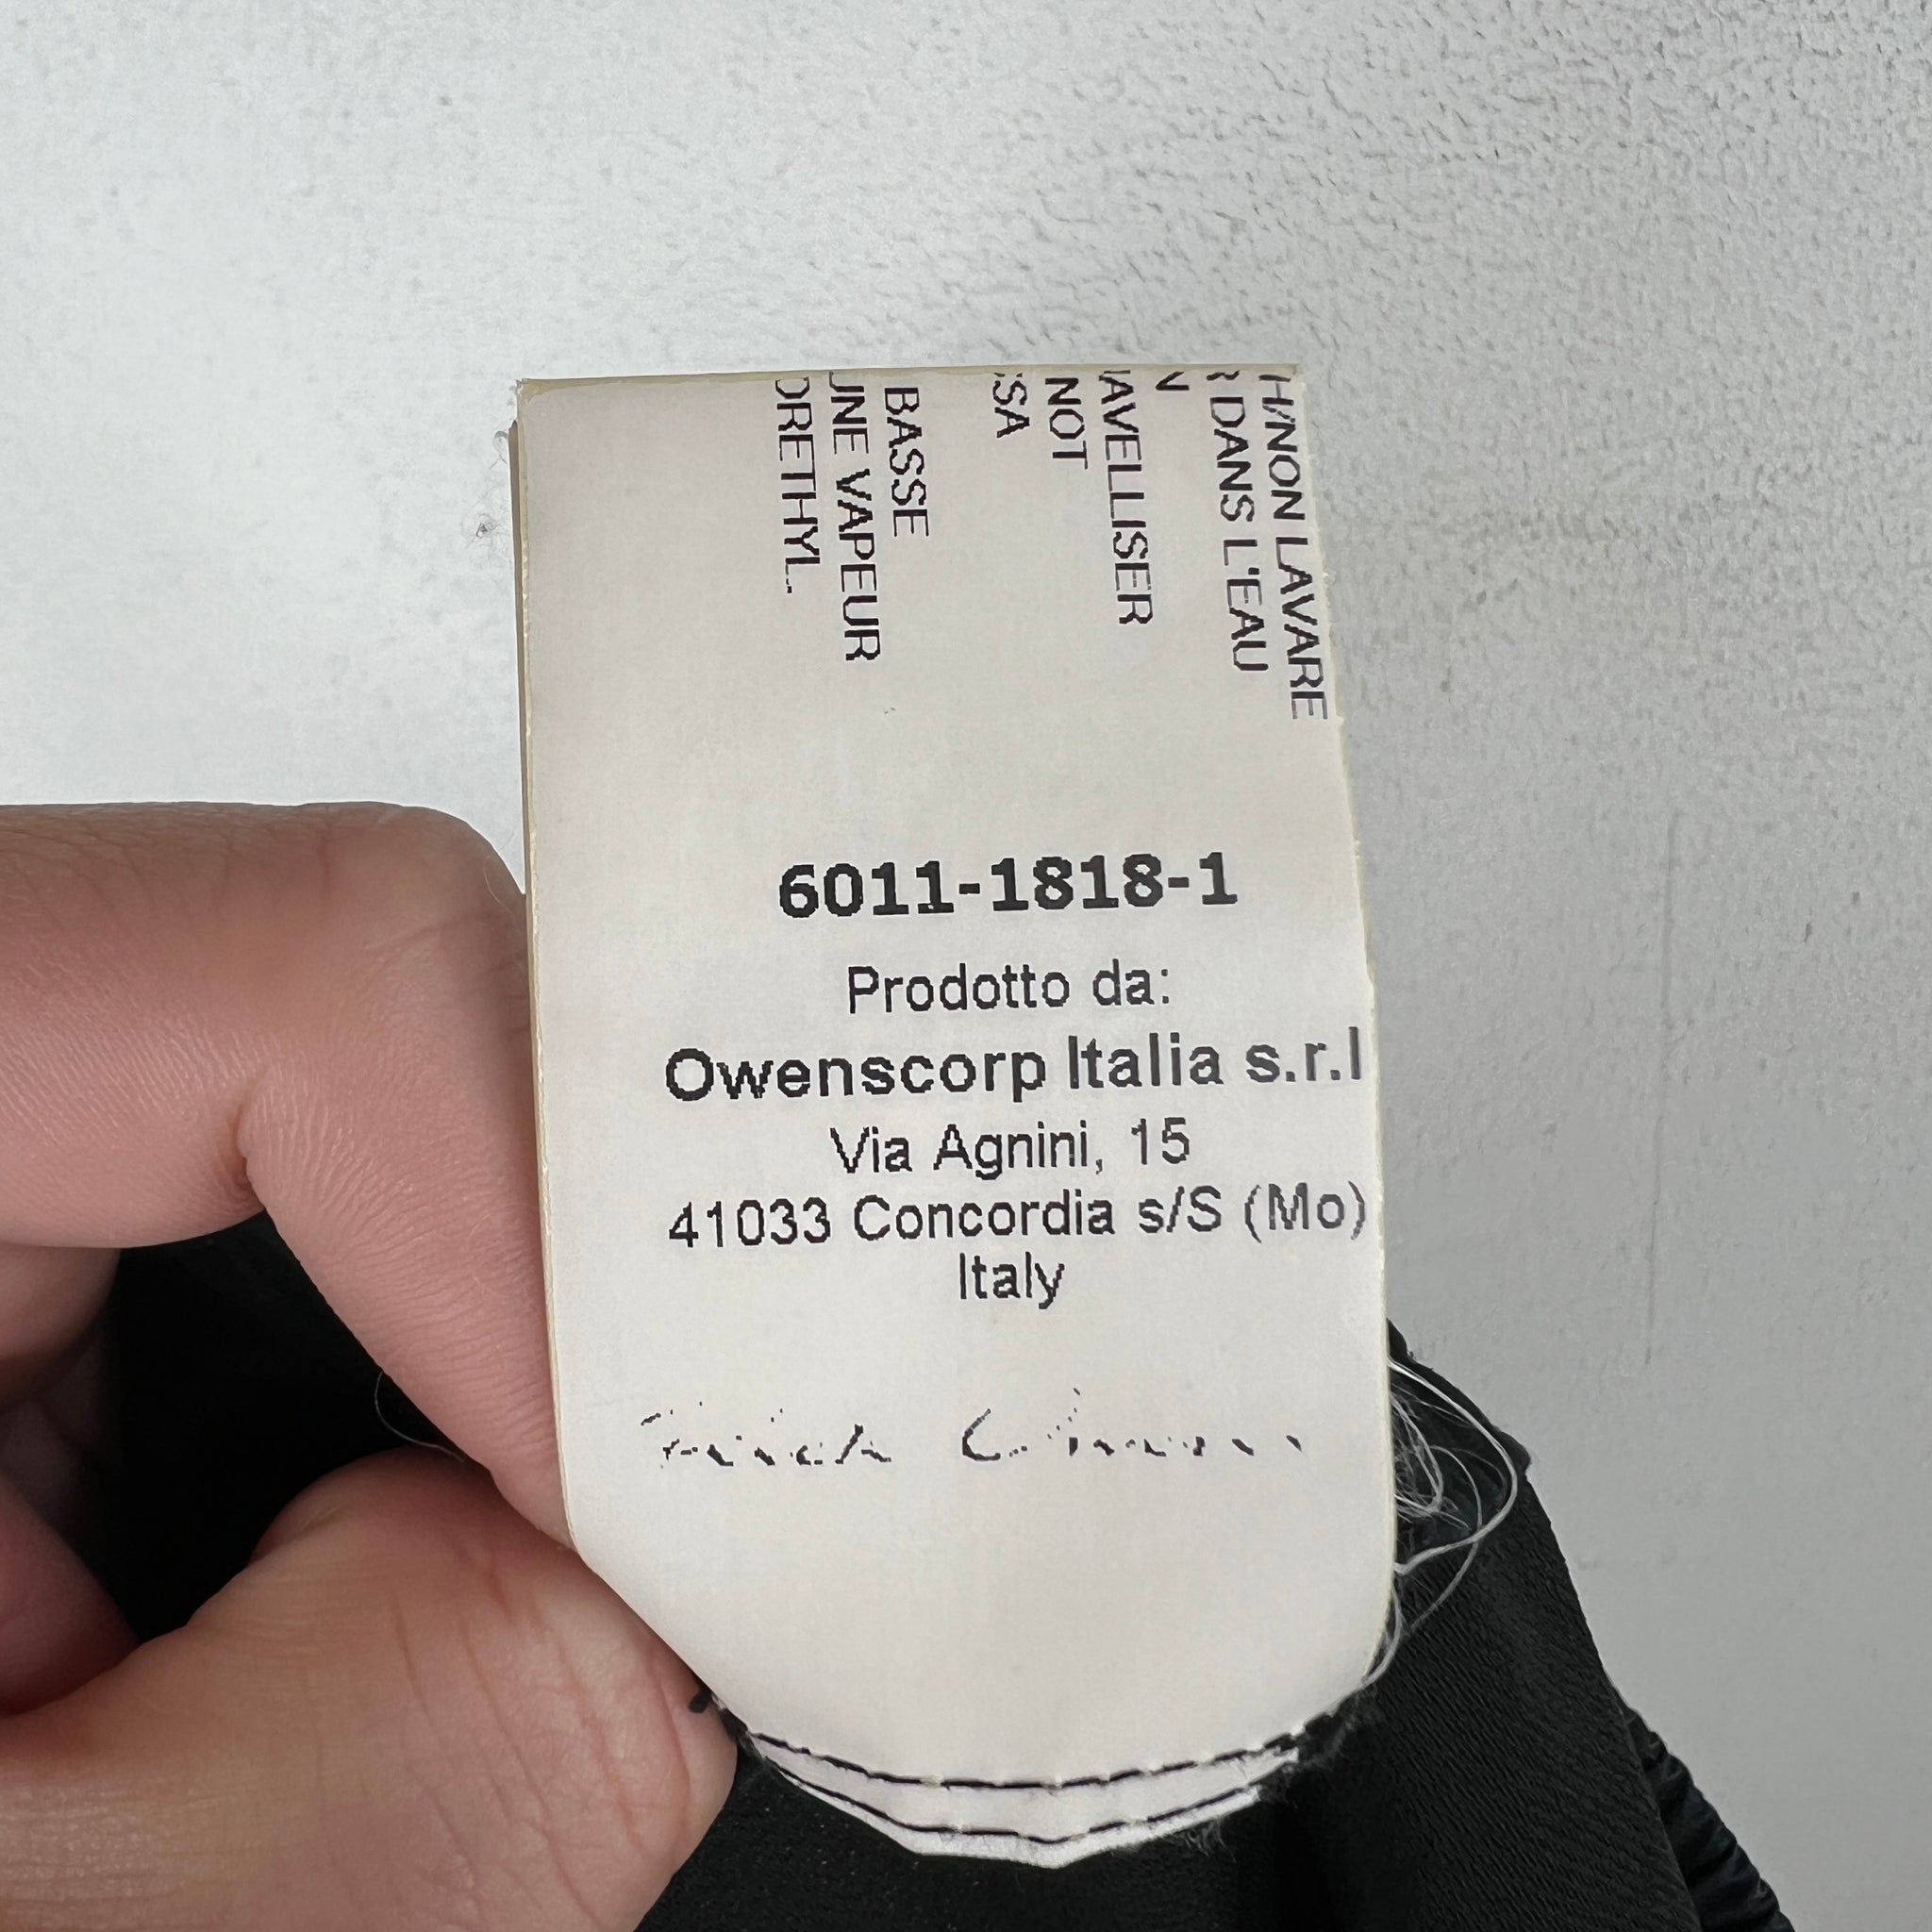 H/NON LAVARE
DANS L'EAU
N
AVELLISER
NOT
SA
BASSE
UNE VAPEUR
ORETHYL.
6011-1818-1
Prodotto da:
Owenscorp Italia s.r.l
Via Agnini, 15
41033 Concordia s/S (Mo)
Italy